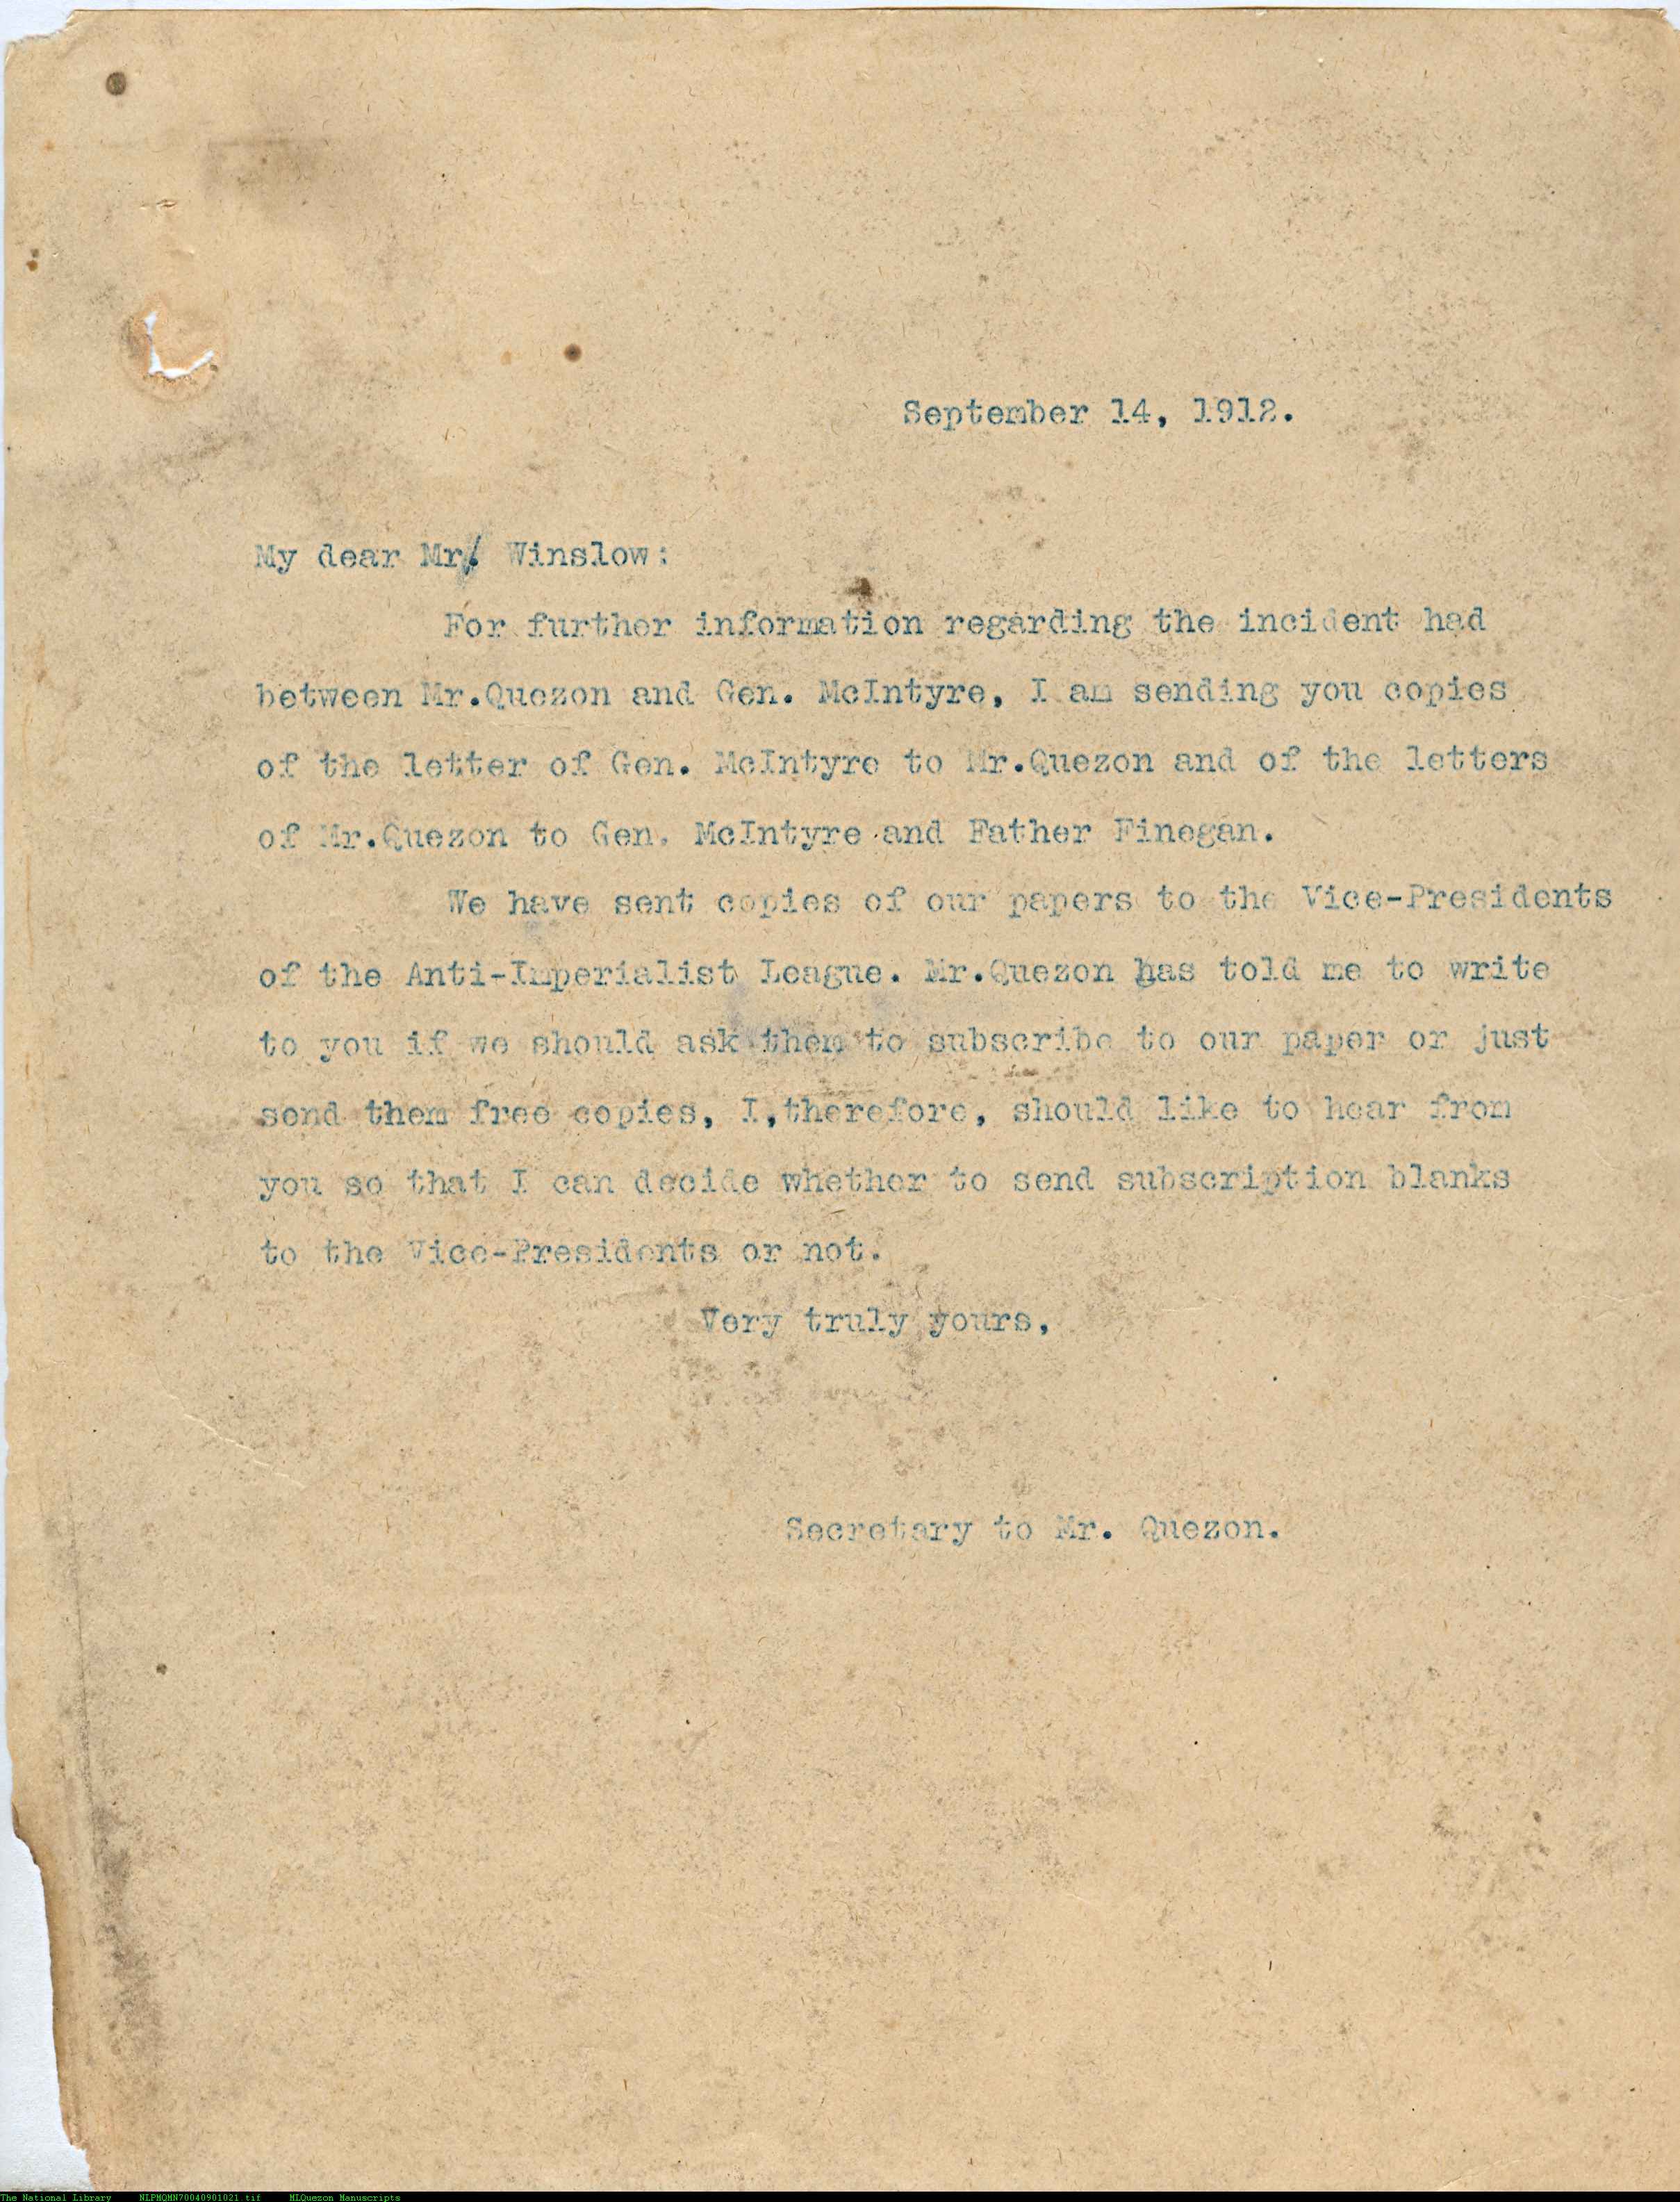 September 14, 1912.
My dear Mr. Winslow:
For further information regarding the incident had
between Mr.Quezon and Gen. McIntyre, I am sending you copies
of the letter of Gen. McIntyre to Mr.Quezon and of the letters
of Mr.Quezon to Gen. McIntyre and Father Finegan.
We have sent copies of our papers to the Vice-Presidents
of the Anti-Imperialist League. Mr.Quezon has told me to write
to you if we should ask them to subscribe to our paper or just
send them free copies, I,therefore, should like to hear from
you so that I can decide whether to send subscription blanks
to the Vice-Presidents or not.
Very truly yours,
Secretary to Mr. Quezon.
The National Library NLPMQMN70040901021.tif MLQuezon Manuscripts